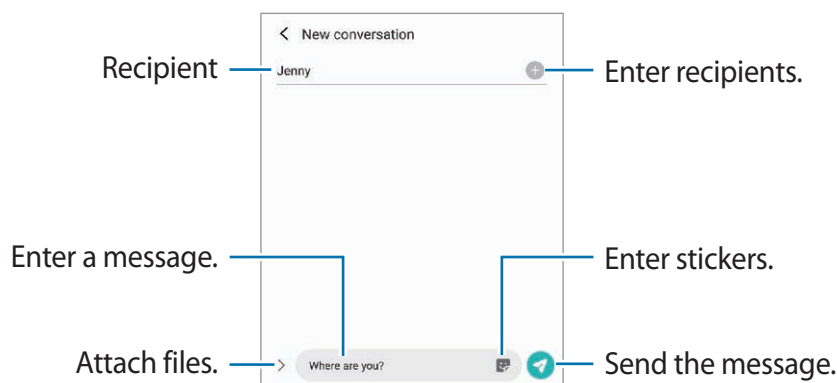 New conversation
Recipient
Jenny
Enter recipients.
Enter a message.
Enter stickers.
Attach files.
Where are you?
Send the message.